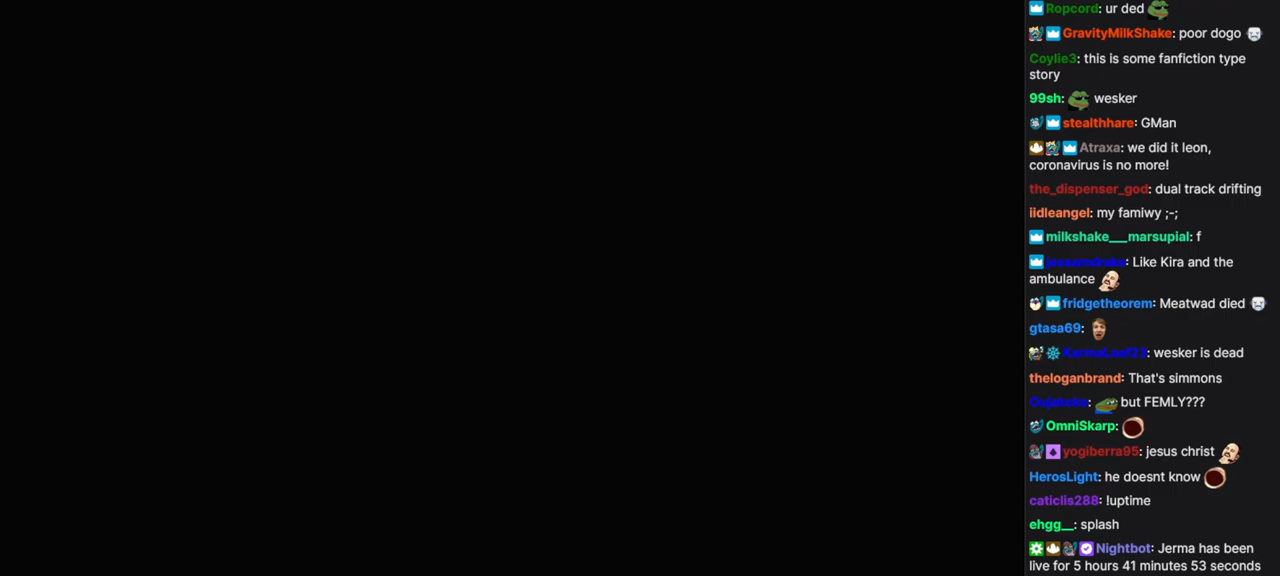 Ropcord: ur ded
GravityMilkShake: poor dogo
Coylie3: this is some fanfiction type
story
99sh: wesker
stealthhare: GMan
Atraxa: we did it leon,
coronavirus is no more!
the_dispenser_god: dual track drifting
iidleangel: my famiwy ;-;
milkshake__marsupial: f
: Like Kira and the
ambulance
fridgetheorem: Meatwad died
gtasa69:
: wesker is dead
theloganbrand: That's simmons
: but FEMLY???
OmniSkarp:
yogiberra95: jesus christ
HerosLight: he doesnt know
caticlis288: !uptime
ehgg__: splash
Nightbot: Jerma has been
live for 5 hours 41 minutes 53 seconds